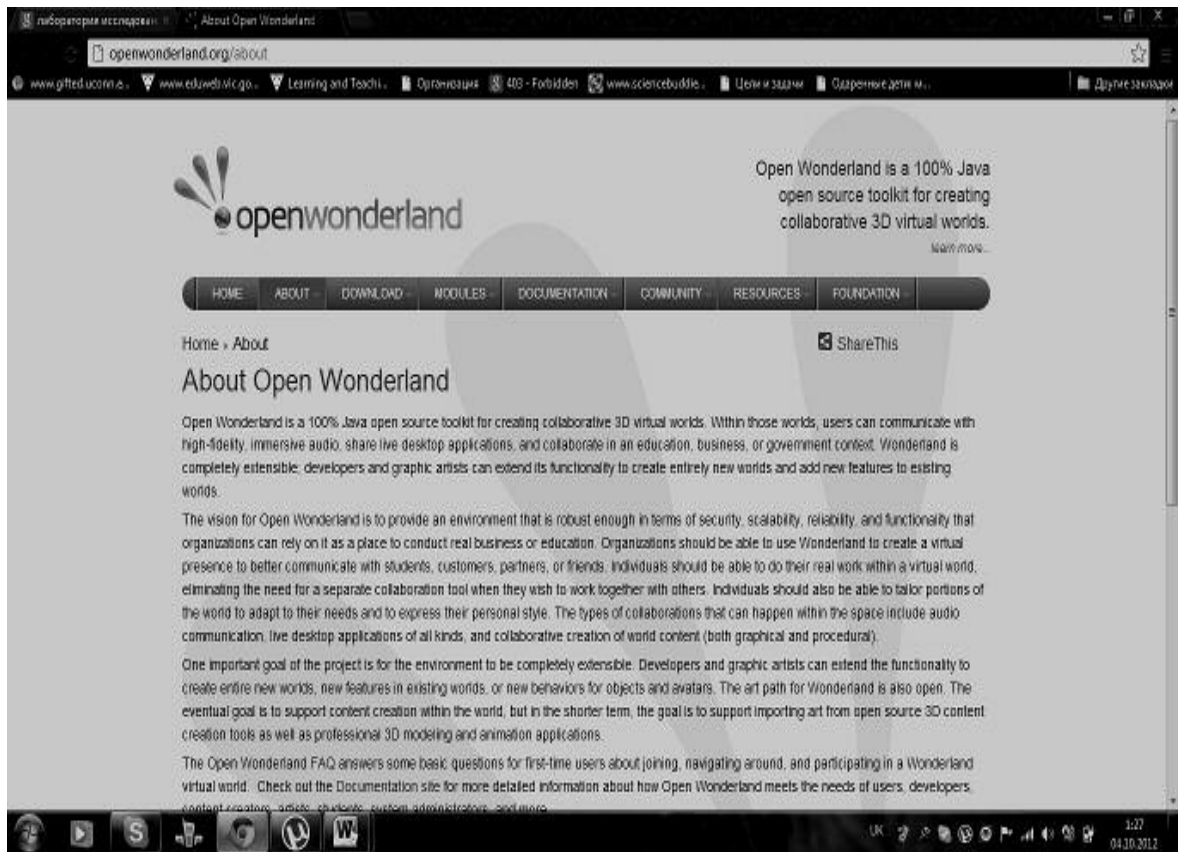 лаборатория исследован
About Open Wonderland
openwonderland.org/about
www.gifted.uconn.e..
www.eduweb.vic.go..
Learning and Teachi..
Организация
403 - Forbidden
www.sciencebuddie..
Цели и задачи
Одаренные дети м...
Другие закладки
openwonderland
Open Wonderland is a 100% Java
open source toolkit for creating
collaborative 3D virtual worlds.
learn more...
HOME
ABOUT
DOWNLOAD
MODULES
DOCUMENTATION
COMMUNITY
RESOURCES
FOUNDATION
Home » About
ShareThis
About Open Wonderland
Open Wonderland is a 100% Java open source toolkit for creating collaborative 3D virtual worlds. Within those worlds, users can communicate with
high-fidelity, immersive audio, share live desktop applications, and collaborate in an education, business, or government context. Wonderland is
completely extensible; developers and graphic artists can extend its functionality to create entirely new worlds and add new features to existing
worlds.
The vision for Open Wonderland is to provide an environment that is robust enough in terms of security, scalability, reliability, and functionality that
organizations can rely on it as a place to conduct real business or education. Organizations should be able to use Wonderland to create a virtual
presence to better communicate with students, customers, partners, or friends. Individuals should be able to do their real work within a virtual world,
eliminating the need for a separate collaboration tool when they wish to work together with others. Individuals should also be able to tailor portions of
the world to adapt to their needs and to express their personal style. The types of collaborations that can happen within the space include audio
communication, live desktop applications of all kinds, and collaborative creation of world content (both graphical and procedural).
One important goal of the project is for the environment to be completely extensible. Developers and graphic artists can extend the functionality to
create entire new worlds, new features in existing worlds, or new behaviors for objects and avatars. The art path for Wonderland is also open. The
eventual goal is to support content creation within the world, but in the shorter term, the goal is to support importing art from open source 3D content
creation tools as well as professional 3D modeling and animation applications.
The Open Wonderland FAQ answers some basic questions for first-time users about joining, navigating around, and participating in a Wonderland
virtual world. Check out the Documentation site for more detailed information about how Open Wonderland meets the needs of users, developers,
content creators, artists, students, system administrators, and more.
UK
1:27
04.10.2012